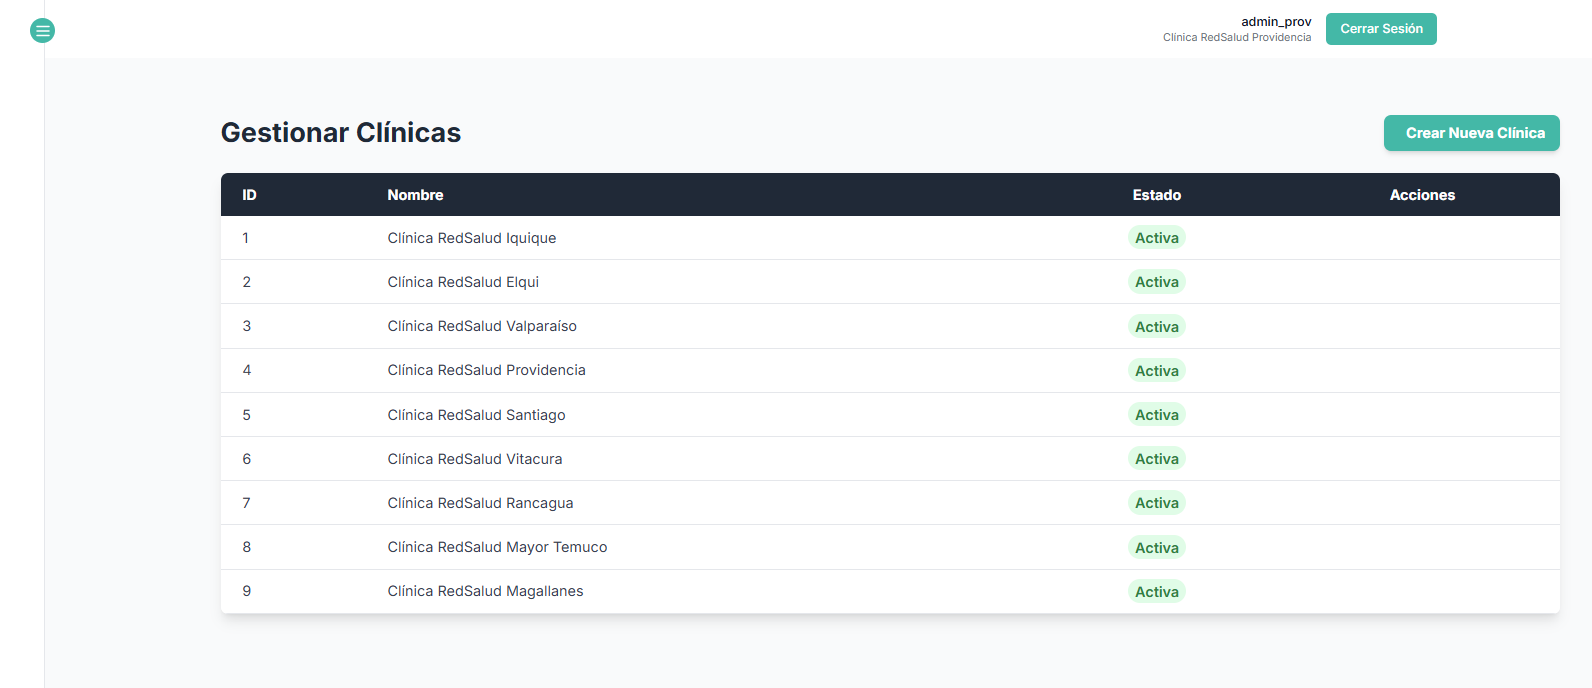 admin_prov
Clínica RedSalud Providencia
Cerrar Sesión
Gestionar Clínicas
Crear Nueva Clínica
ID Nombre Estado Acciones
1 Clínica RedSalud Iquique Activa
2 Clínica RedSalud Elqui Activa
3 Clínica RedSalud Valparaíso Activa
4 Clínica RedSalud Providencia Activa
5 Clínica RedSalud Santiago Activa
6 Clínica RedSalud Vitacura Activa
7 Clínica RedSalud Rancagua Activa
8 Clínica RedSalud Mayor Temuco Activa
9 Clínica RedSalud Magallanes Activa